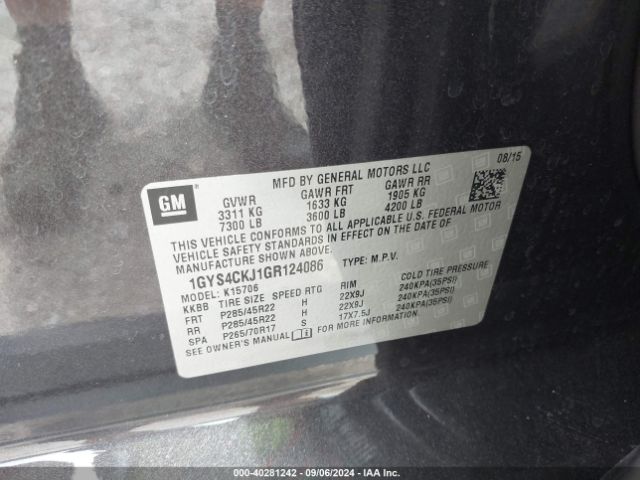 MFD BY GENERAL MOTORS LLC 08/15
GM GVWR GAWR FRT GAWR RR
3311 KG 1633 KG 1905 KG
7300 LB 3600 LB 4200 LB
THIS VEHICLE CONFORMS TO ALL APPLICABLE U.S. FEDERAL MOTOR
VEHICLE SAFETY STANDARDS IN EFFECT ON THE DATE OF
MANUFACTURE SHOWN ABOVE.
1GYS4CKJ1GR124086 TYPE: M.P.V.
MODEL: K15706
KKBB TIRE SIZE SPEED RTG RIM COLD TIRE PRESSURE
FRT P285/45R22 H 22X9J 240KPA(35PSI)
RR P285/45R22 H 22X9J 240KPA(35PSI)
SPA P265/70R17 S 17X7.5J 240KPA(35PSI)
SEE OWNER'S MANUAL
000-40281242 - 09/06/2024 - IAA Inc.